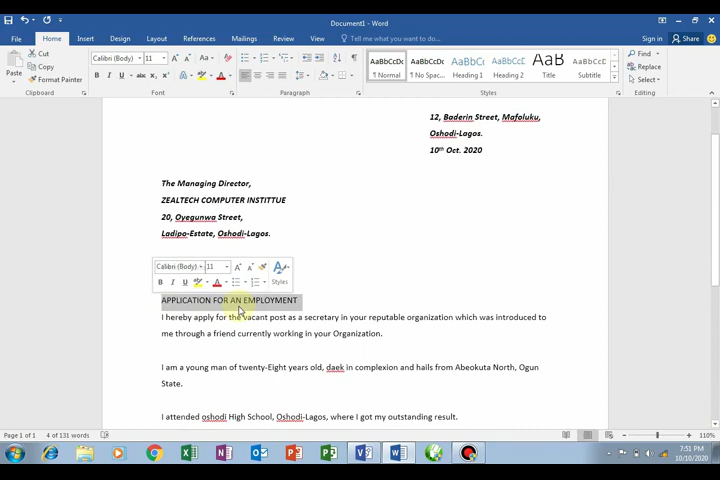 Document1 - Word
File Home Insert Design Layout References Mailings Review View Tell me what you want to do... Sign in Share
Cut
Copy
Format Painter
Paste
Calibri (Body) 11
Aa
B I U abc X₂ X²
AaBbCcDc AaBbCcDc AaBbCc AaBbCcD AaB AaBbCcDc
¶ Normal ¶ No Spac... Heading 1 Heading 2 Title Subtitle
Find
Replace
Select
Clipboard Font Paragraph Styles Editing
12, Baderin Street, Mafoluku,
Oshodi-Lagos.
10th Oct. 2020
The Managing Director,
ZEALTECH COMPUTER INSTITTUE
20, Oyegunwa Street,
Ladipo-Estate, Oshodi-Lagos.
Calibri (Body) 11
B I U Styles
APPLICATION FOR AN EMPLOYMENT
I hereby apply for the vacant post as a secretary in your reputable organization which was introduced to
me through a friend currently working in your Organization.
I am a young man of twenty-Eight years old, daek in complexion and hails from Abeokuta North, Ogun
State.
I attended oshodi High School, Oshodi-Lagos, where I got my outstanding result.
Page 1 of 1 4 of 131 words 110%
7:51 PM
10/10/2020